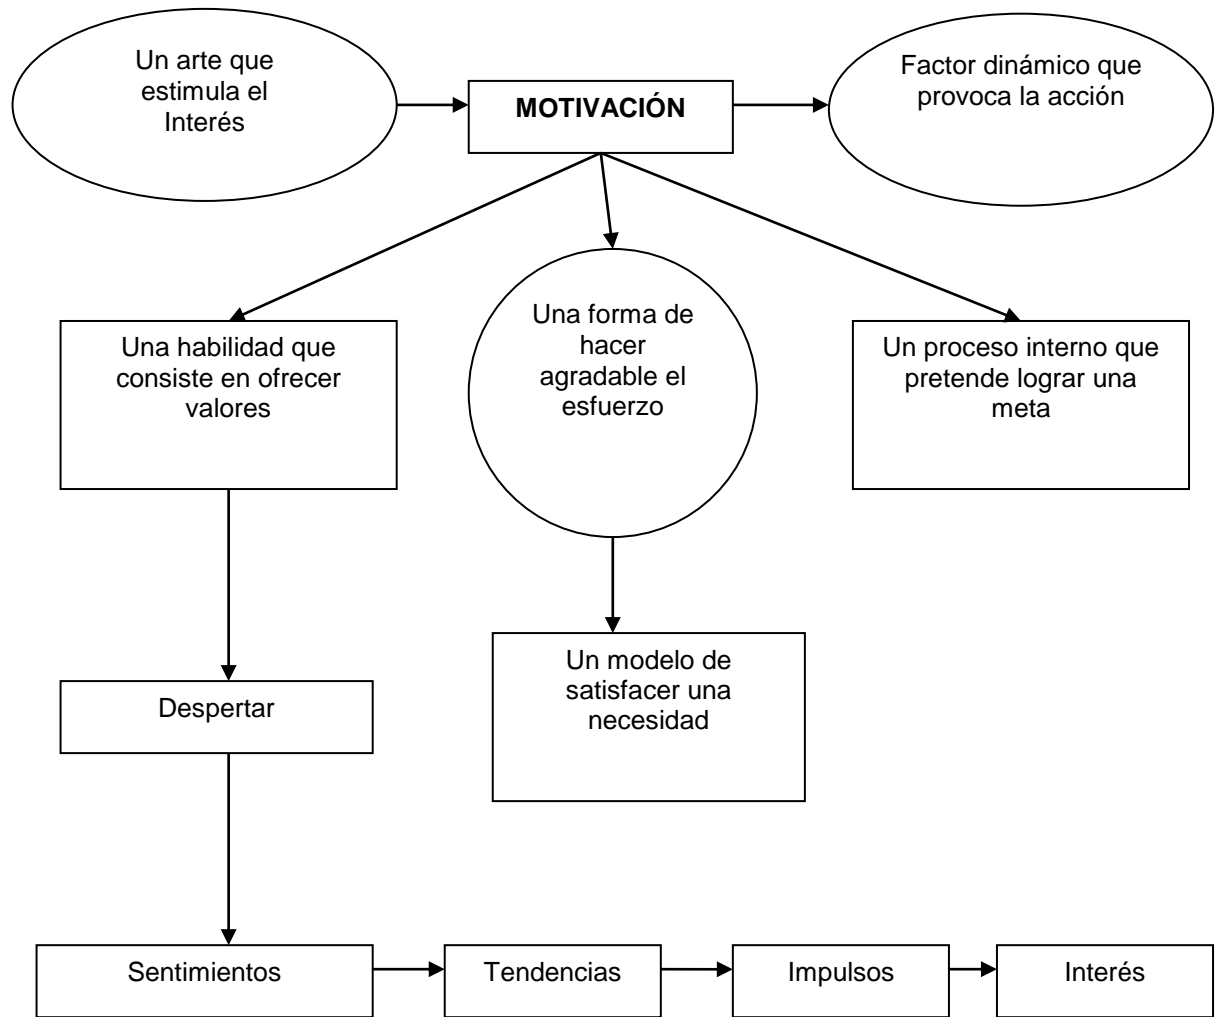 Un arte que
estimula el
Interés
MOTIVACIÓN
Factor dinámico que
provoca la acción
Una habilidad que
consiste en ofrecer
valores
Una forma de
hacer
agradable el
esfuerzo
Un proceso interno que
pretende lograr una
meta
Un modelo de
satisfacer una
necesidad
Despertar
Sentimientos
Tendencias
Impulsos
Interés